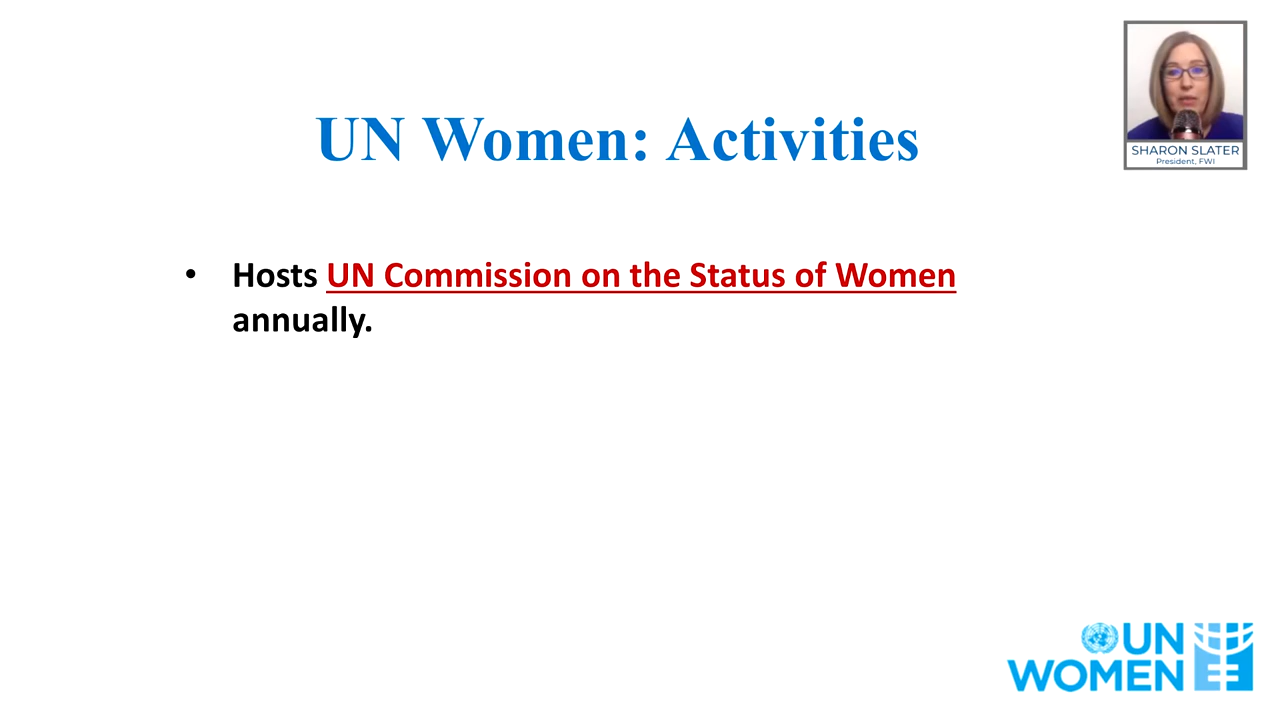 SHARON SLATER
President, FWI
UN Women: Activities
• Hosts UN Commission on the Status of Women
annually.
UN
WOMEN